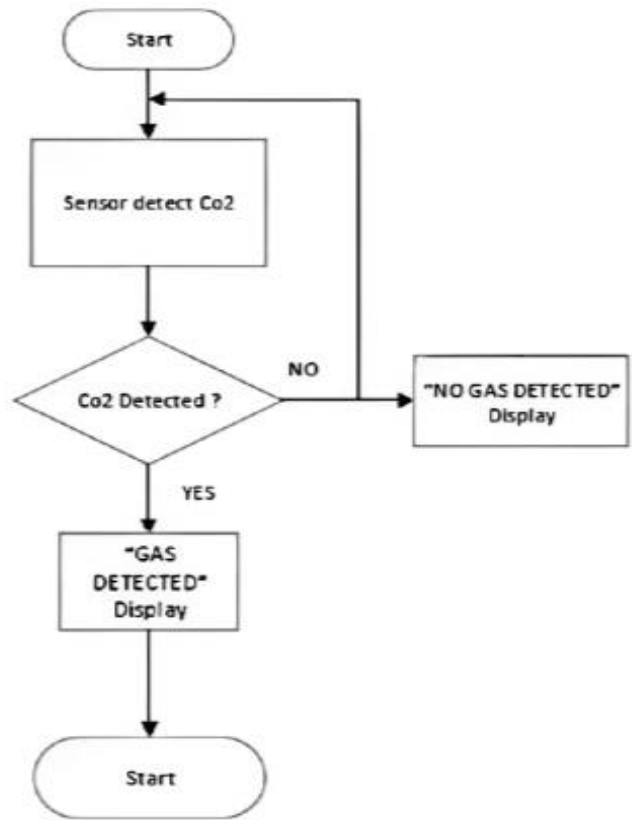 Start
Sensor detect Co2
Co2 Detected ?
NO
"NO GAS DETECTED"
Display
YES
"GAS
DETECTED"
Display
Start